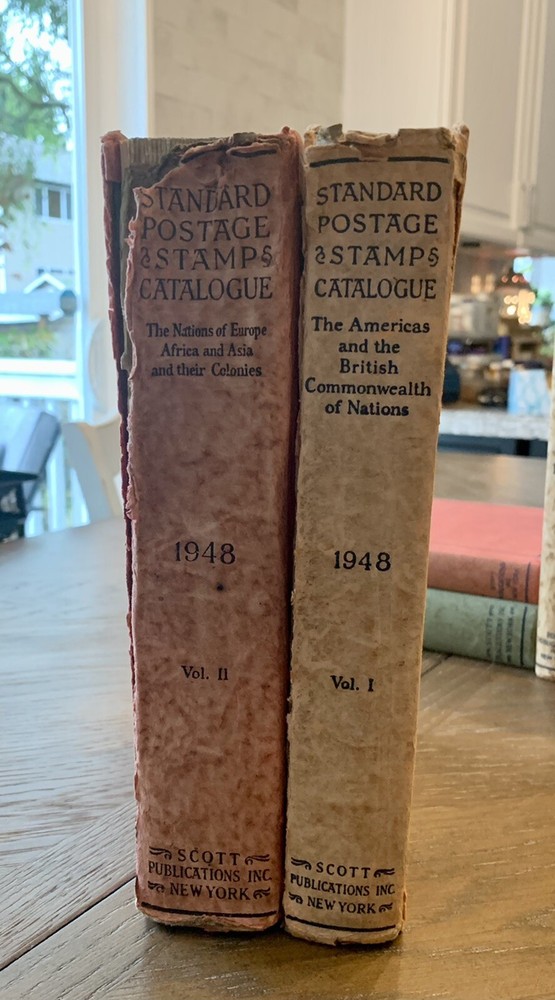 STANDARD
POSTAGE
STAMP
CATALOGUE
The Nations of Europe
Africa and Asia
and their Colonies
1948
Vol. II
SCOTT
PUBLICATIONS INC.
NEW YORK
STANDARD
POSTAGE
STAMP
CATALOGUE
The Americas
and the
British
Commonwealth
of Nations
1948
Vol. I
SCOTT
PUBLICATIONS INC.
NEW YORK